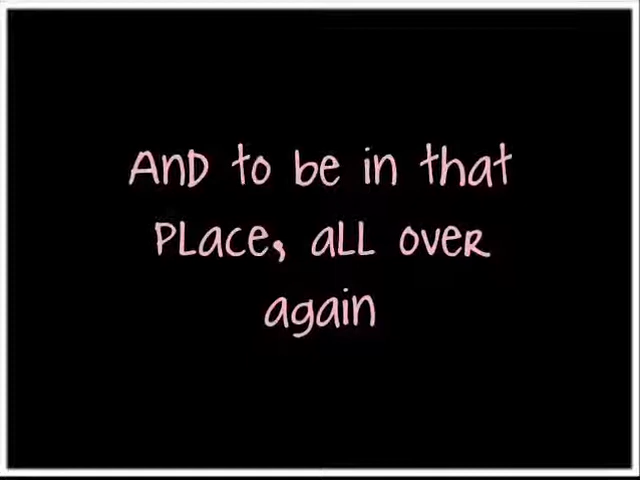 And to be in that
place, all over
again